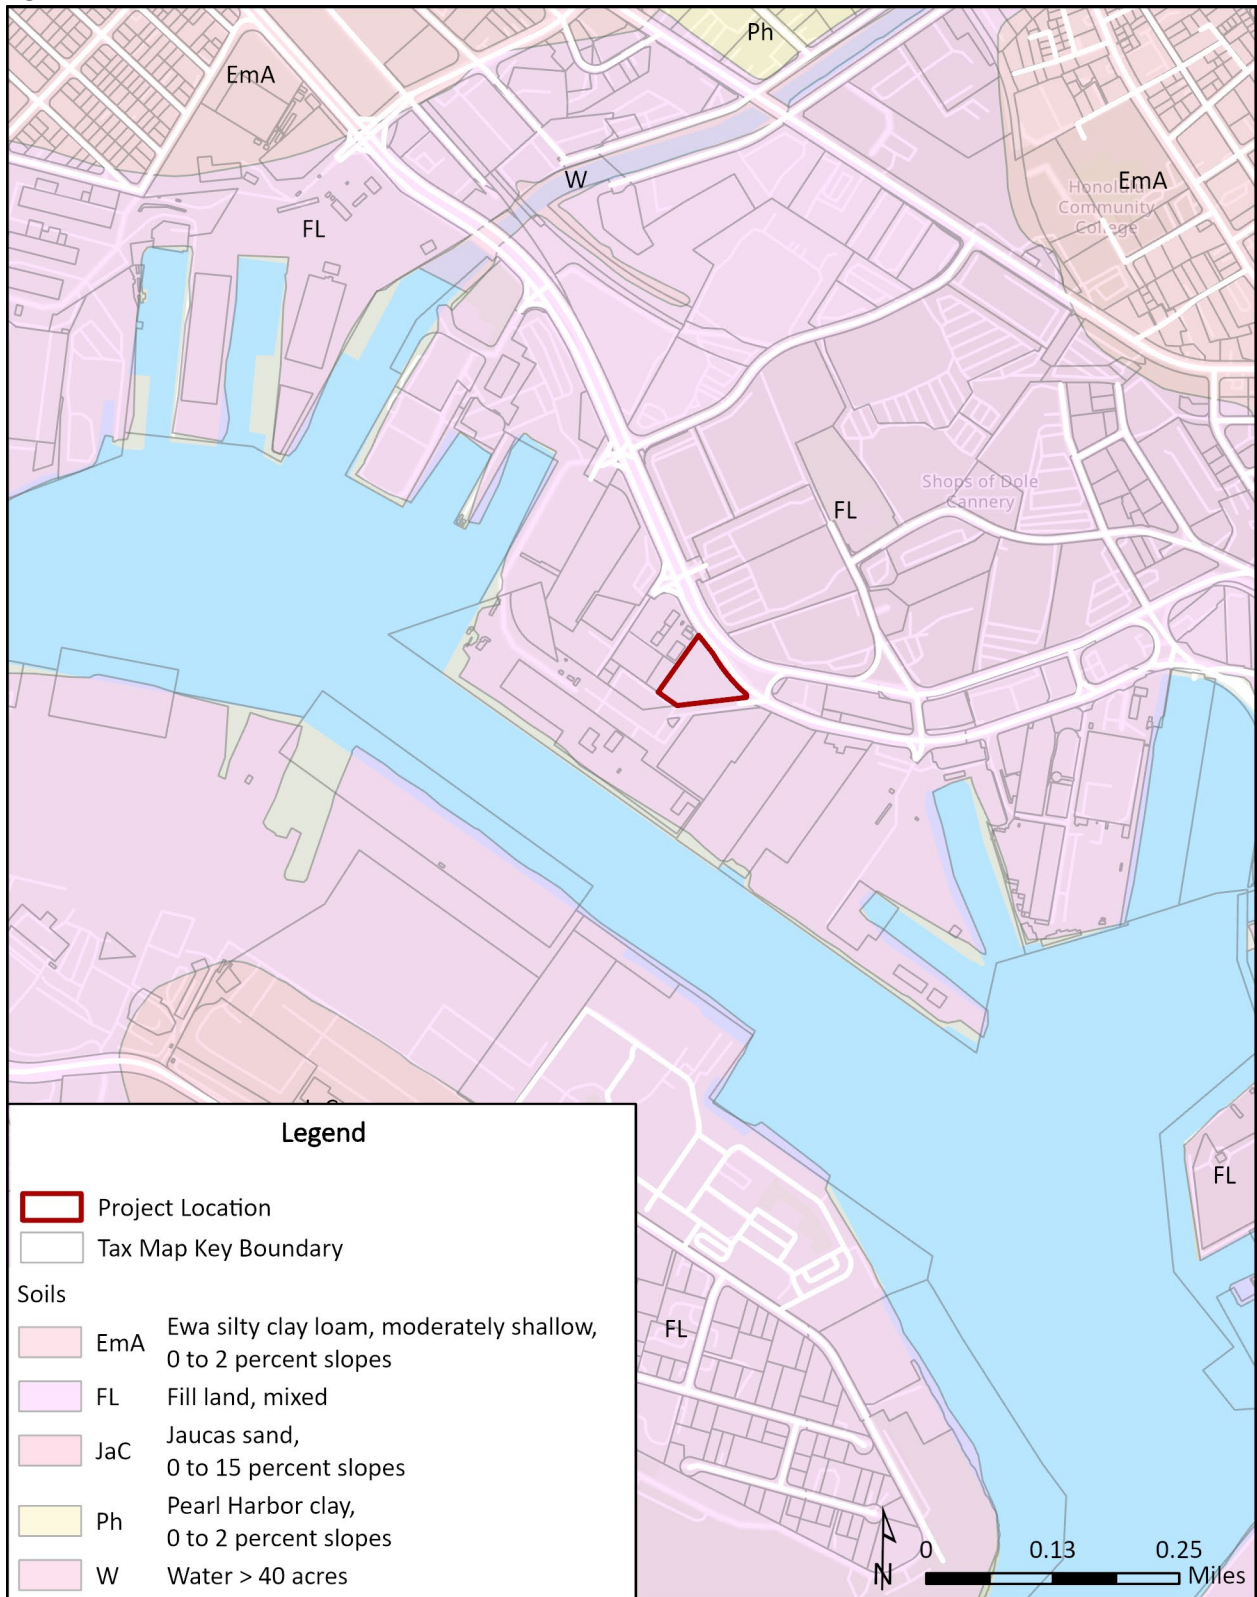 Ph
EmA
W
EmA
Honolulu
Community
College
FL
Shops of Dole
Cannery
FL
Legend
FL
Project Location
Tax Map Key Boundary
Soils
EmA
Ewa silty clay loam, moderately shallow,
0 to 2 percent slopes
FL
FL
Fill land, mixed
JaC
Jaucas sand,
0 to 15 percent slopes
Ph
Pearl Harbor clay,
0 to 2 percent slopes
W
Water > 40 acres
N
0
0.13
0.25
Miles